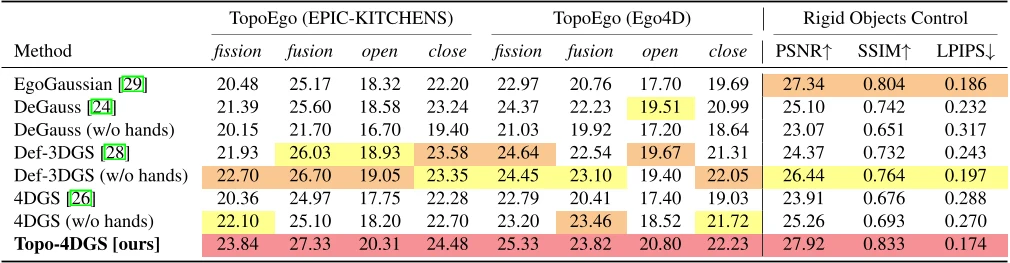 TopoEgo (EPIC-KITCHENS) TopoEgo (Ego4D) Rigid Objects Control
Method fission fusion open close fission fusion open close PSNR↑ SSIM↑ LPIPS↓
EgoGaussian [29] 20.48 25.17 18.32 22.20 22.97 20.76 17.70 19.69 27.34 0.804 0.186
DeGauss [24] 21.39 25.60 18.58 23.24 24.37 22.23 19.51 20.99 25.10 0.742 0.232
DeGauss (w/o hands) 20.15 21.70 16.70 19.40 21.03 19.92 17.20 18.64 23.07 0.651 0.317
Def-3DGS [28] 21.93 26.03 18.93 23.58 24.64 22.54 19.67 21.31 24.37 0.732 0.243
Def-3DGS (w/o hands) 22.70 26.70 19.05 23.35 24.45 23.10 19.40 22.05 26.44 0.764 0.197
4DGS [26] 20.36 24.97 17.75 22.28 22.79 20.41 17.40 19.03 23.91 0.676 0.288
4DGS (w/o hands) 22.10 25.10 18.20 22.70 23.20 23.46 18.52 21.72 25.26 0.693 0.270
Topo-4DGS [ours] 23.84 27.33 20.31 24.48 25.33 23.82 20.80 22.23 27.92 0.833 0.174